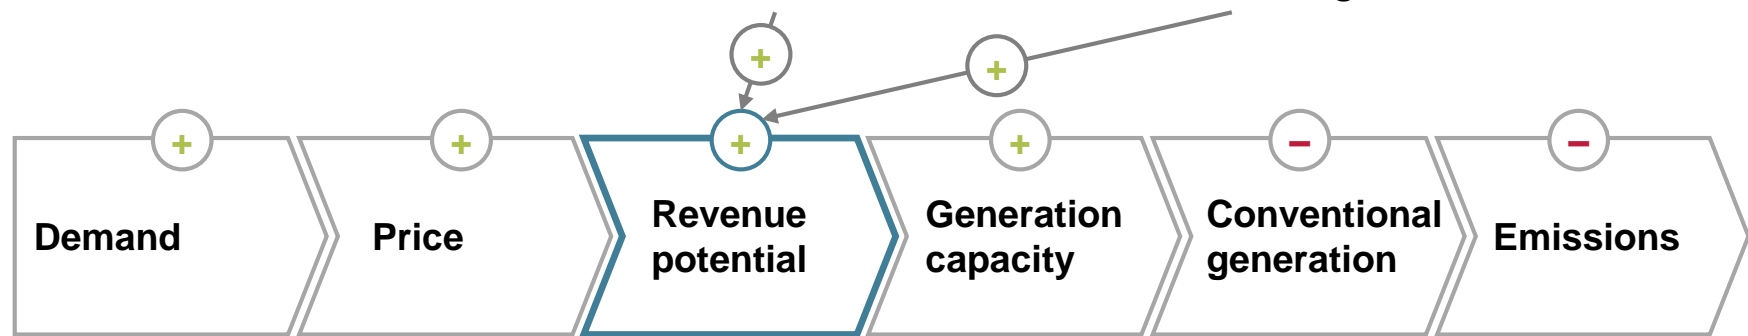 +
+
+
+
+
+
−
−
Demand
Price
Revenue
potential
Generation
capacity
Conventional
generation
Emissions